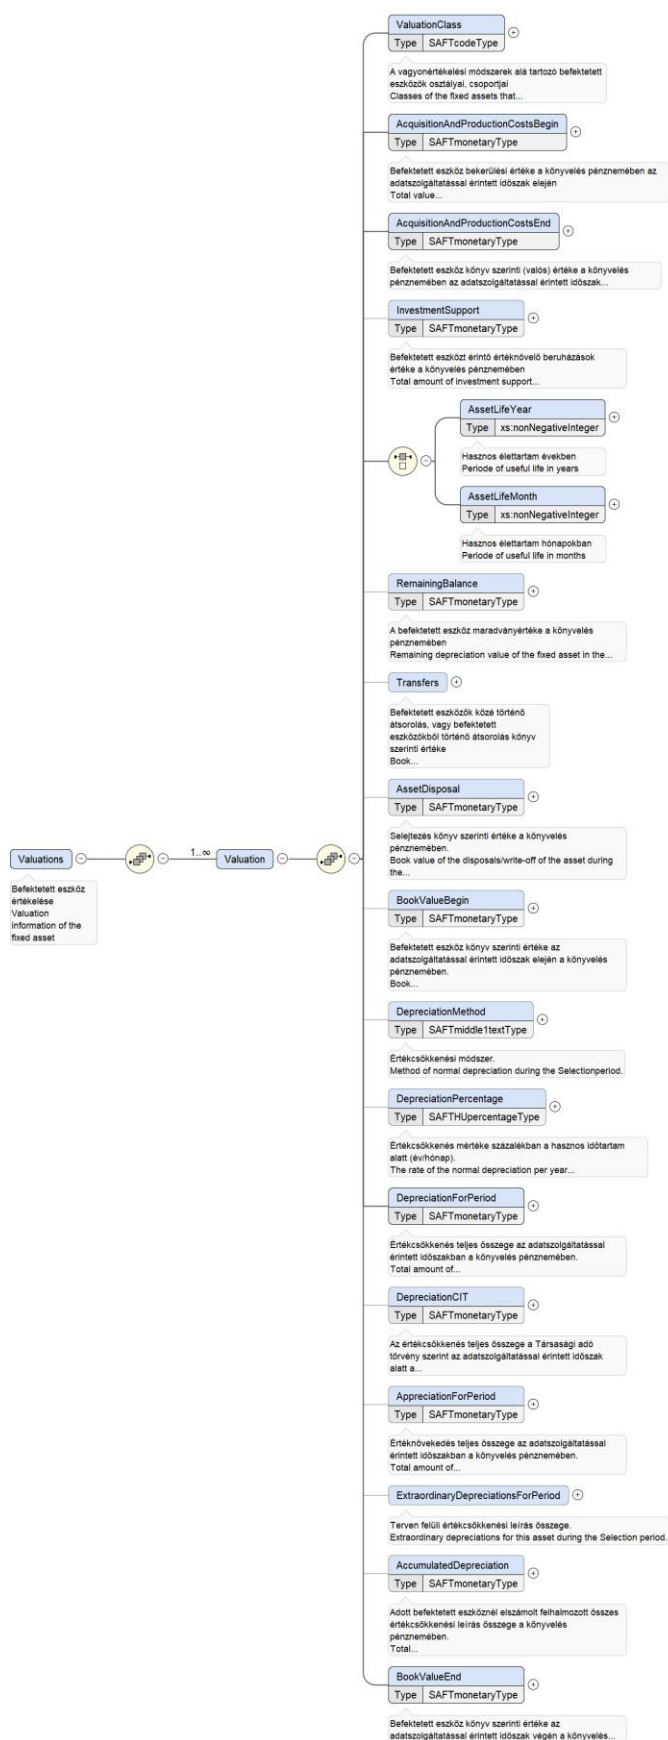 ValuationClass
Type SAFTcodeType
A vagyonértékelési módszerek alá tartozó befektetett
eszközök osztályai, csoportjai
Classes of the fixed assets that...
AcquisitionAndProductionCostsBegin
Type SAFTmonetaryType
Befektetett eszköz bekerülési értéke a könyvelés pénznemében az
adatszolgáltatással érintett időszak elején
Total value...
AcquisitionAndProductionCostsEnd
Type SAFTmonetaryType
Befektetett eszköz könyv szerinti (valós) értéke a könyvelés
pénznemében az adatszolgáltatással érintett időszak...
InvestmentSupport
Type SAFTmonetaryType
Befektetett eszközt érintő értéknövelő beruházások
értéke a könyvelés pénznemében
Total amount of investment support...
AssetLifeYear
Type xs:nonNegativeInteger
Hasznos élettartam években
Periode of useful life in years
AssetLifeMonth
Type xs:nonNegativeInteger
Hasznos élettartam hónapokban
Periode of useful life in months
RemainingBalance
Type SAFTmonetaryType
A befektetett eszköz maradványértéke a könyvelés
pénznemében
Remaining depreciation value of the fixed asset in the...
Transfers
Befektetett eszközök közé történő
átsorolás, vagy befektetett
eszközökből történő átsorolás könyv
szerinti értéke
Book...
AssetDisposal
Type SAFTmonetaryType
Selejtezés könyv szerinti értéke a könyvelés
pénznemében.
Book value of the disposals/write-off of the asset during
the...
Valuations
1..∞
Valuation
Befektetett eszköz
értékelése
Valuation
information of the
fixed asset
BookValueBegin
Type SAFTmonetaryType
Befektetett eszköz könyv szerinti értéke az
adatszolgáltatással érintett időszak elején a könyvelés
pénznemében.
Book...
DepreciationMethod
Type SAFTmiddle1textType
Értékcsökkenési módszer.
Method of normal depreciation during the Selectionperiod.
DepreciationPercentage
Type SAFTHUpercentageType
Értékcsökkenés mértéke százalékban a hasznos időtartam
alatt (év/hónap).
The rate of the normal depreciation per year...
DepreciationForPeriod
Type SAFTmonetaryType
Értékcsökkenés teljes összege az adatszolgáltatással
érintett időszakban a könyvelés pénznemében.
Total amount of...
DepreciationCIT
Type SAFTmonetaryType
Az értékcsökkenés teljes összege a Társasági adó
törvény szerint az adatszolgáltatással érintett időszak
alatt a...
AppreciationForPeriod
Type SAFTmonetaryType
Értéknövekedés teljes összege az adatszolgáltatással
érintett időszakban a könyvelés pénznemében.
Total amount of...
ExtraordinaryDepreciationsForPeriod
Terven felüli értékcsökkenési leírás összege.
Extraordinary depreciations for this asset during the Selection period.
AccumulatedDepreciation
Type SAFTmonetaryType
Adott befektetett eszköznél elszámolt felhalmozott összes
értékcsökkenési leírás összege a könyvelés
pénznemében.
Total...
BookValueEnd
Type SAFTmonetaryType
Befektetett eszköz könyv szerinti értéke az
adatszolgáltatással érintett időszak végén a könyvelés...